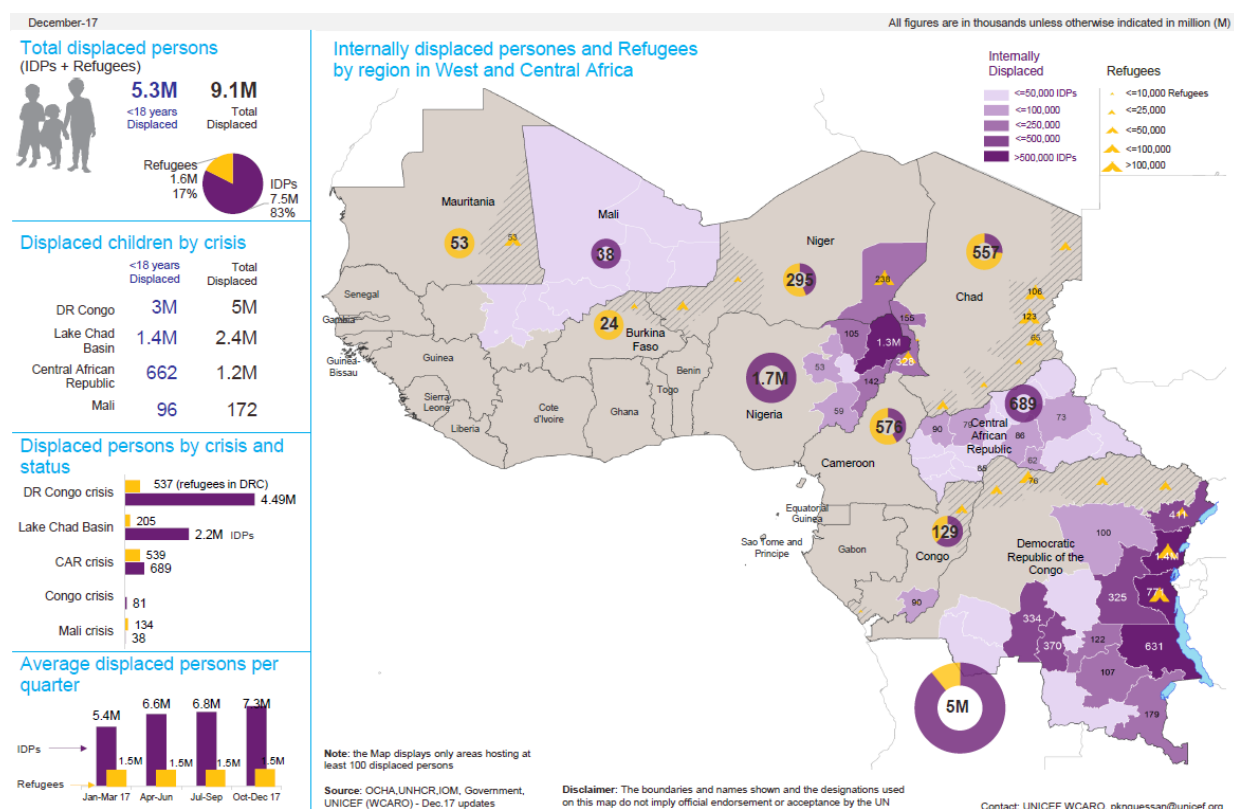 December-17
All figures are in thousands unless otherwise indicated in million (M)
Total displaced persons
(IDPs + Refugees)
5.3M
9.1M
<18 years
Displaced
Total
Displaced
Refugees
1.6M
17%
IDPs
7.5M
83%
Displaced children by crisis
<18 years
Displaced
Total
Displaced
DR Congo 3M 5M
Lake Chad
Basin 1.4M 2.4M
Central African
Republic 662 1.2M
Mali 96 172
Displaced persons by crisis and
status
DR Congo crisis
537 (refugees in DRC)
4.49M
Lake Chad Basin
205
2.2M IDPs
CAR crisis
539
689
Congo crisis
81
Mali crisis
134
38
Average displaced persons per
quarter
5.4M
6.6M
6.8M
7.3M
IDPs
1.5M
1.5M
1.5M
1.5M
Refugees
Jan-Mar 17 Apr-Jun Jul-Sep Oct-Dec 17
Internally displaced persones and Refugees
by region in West and Central Africa
Internally
Displaced
<=50,000 IDPs
<=100,000
<=250,000
<=500,000
>500,000 IDPs
Refugees
<=10,000 Refugees
<=25,000
<=50,000
<=100,000
>100,000
Mauritania
53
53
Mali
38
Niger
295
238
Chad
557
106
123
65
Senegal
Gambia
Guinea-
Bissau
Guinea
Sierra
Leone
Liberia
Cote
d'Ivoire
Burkina
Faso
24
Ghana
Togo
Benin
Nigeria
1.7M
105
155
1.3M
328
53
142
59
Cameroon
576
Central
African
Republic
689
90
79
86
73
62
88
76
Equatorial
Guinea
Sao Tome and
Principe
Gabon
Congo
129
90
Democratic
Republic of the
Congo
100
325
334
370
122
631
107
179
5M
Note: the Map displays only areas hosting at
least 100 displaced persons
Source: OCHA,UNHCR,IOM, Government,
UNICEF (WCARO) - Dec.17 updates
Disclaimer: The boundaries and names shown and the designations used
on this map do not imply official endorsement or acceptance by the UN
Contact: UNICEF WCARO, pknguessan@unicef.org